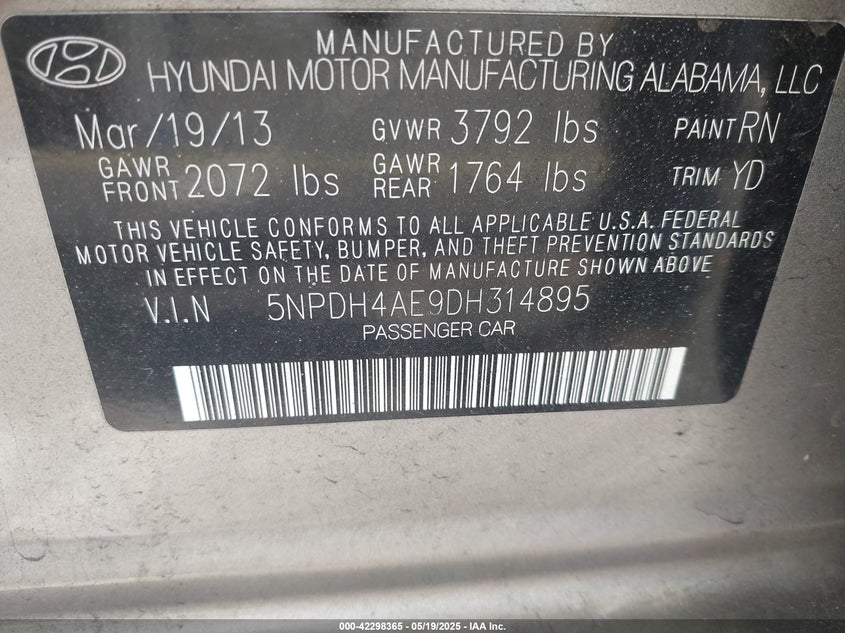 MANUFACTURED BY
HYUNDAI MOTOR MANUFACTURING ALABAMA, LLC
Mar/19/13 GVWR 3792 lbs PAINT RN
GAWR FRONT 2072 lbs GAWR REAR 1764 lbs TRIM YD
THIS VEHICLE CONFORMS TO ALL APPLICABLE U.S.A. FEDERAL
MOTOR VEHICLE SAFETY, BUMPER, AND THEFT PREVENTION STANDARDS
IN EFFECT ON THE DATE OF MANUFACTURE SHOWN ABOVE
V.I.N 5NPDH4AE9DH314895
PASSENGER CAR
000-42298365 - 05/19/2025 - IAA Inc.